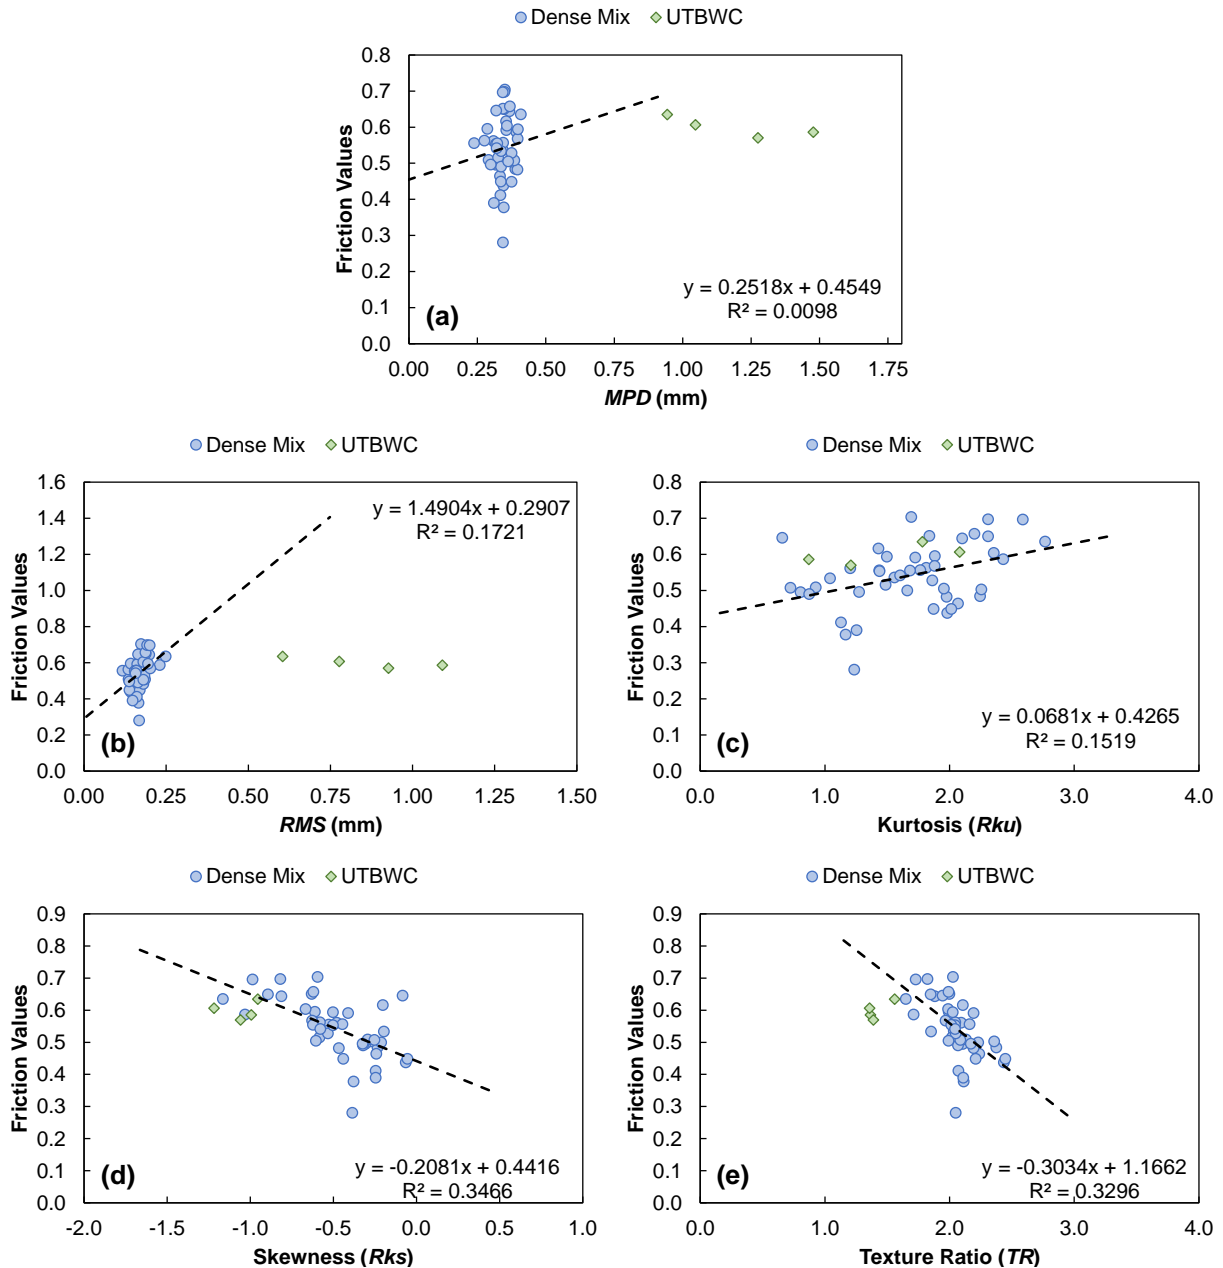 Dense Mix UTBWC
0.8
0.7
0.6
0.5
0.4
0.3
0.2
0.1
0.0
Friction Values
(a)
y = 0.2518x + 0.4549
R² = 0.0098
0.00 0.25 0.50 0.75 1.00 1.25 1.50 1.75
MPD (mm)
Dense Mix UTBWC
1.6
1.4
1.2
1.0
0.8
0.6
0.4
0.2
0.0
Friction Values
y = 1.4904x + 0.2907
R² = 0.1721
(b)
0.00 0.25 0.50 0.75 1.00 1.25 1.50
RMS (mm)
Dense Mix UTBWC
0.8
0.7
0.6
0.5
0.4
0.3
0.2
0.1
0.0
Friction Values
y = 0.0681x + 0.4265
R² = 0.1519
(c)
0.0 1.0 2.0 3.0 4.0
Kurtosis (Rku)
Dense Mix UTBWC
0.9
0.8
0.7
0.6
0.5
0.4
0.3
0.2
0.1
0.0
Friction Values
(d)
y = -0.2081x + 0.4416
R² = 0.3466
-2.0 -1.5 -1.0 -0.5 0.0 0.5 1.0
Skewness (Rks)
Dense Mix UTBWC
0.9
0.8
0.7
0.6
0.5
0.4
0.3
0.2
0.1
0.0
Friction Values
(e)
y = -0.3034x + 1.1662
R² = 0.3296
0.0 1.0 2.0 3.0 4.0
Texture Ratio (TR)